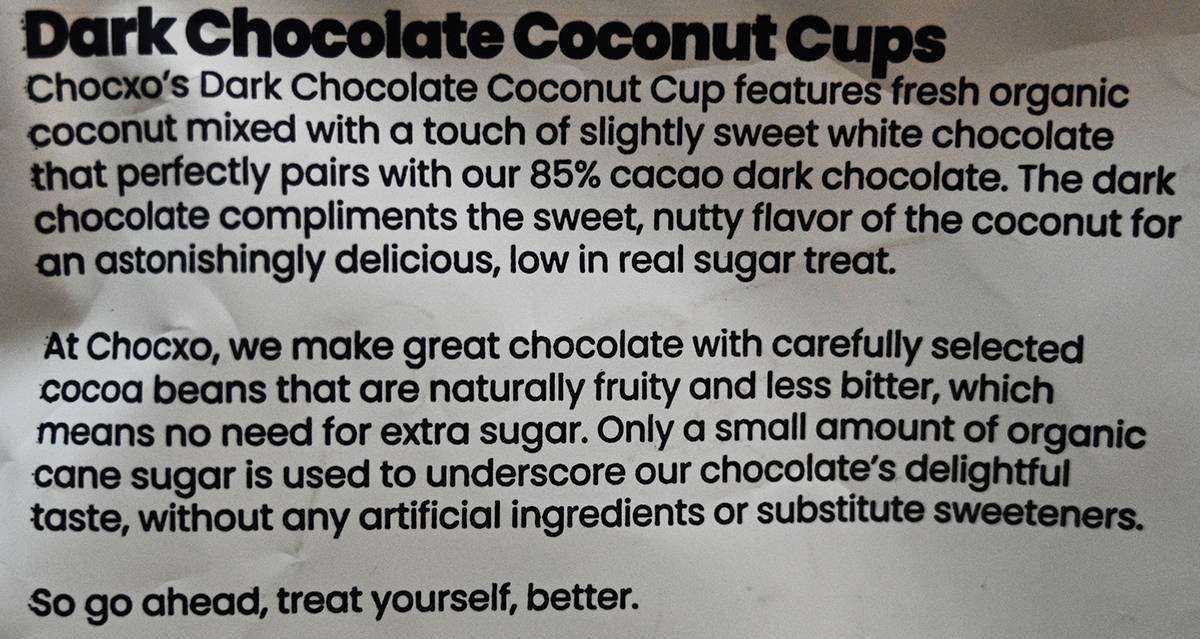 Dark Chocolate Coconut Cups
Chocxo's Dark Chocolate Coconut Cup features fresh organic
coconut mixed with a touch of slightly sweet white chocolate
that perfectly pairs with our 85% cacao dark chocolate. The dark
chocolate compliments the sweet, nutty flavor of the coconut for
an astonishingly delicious, low in real sugar treat.
At Chocxo, we make great chocolate with carefully selected
cocoa beans that are naturally fruity and less bitter, which
means no need for extra sugar. Only a small amount of organic
cane sugar is used to underscore our chocolate's delightful
taste, without any artificial ingredients or substitute sweeteners.
So go ahead, treat yourself, better.